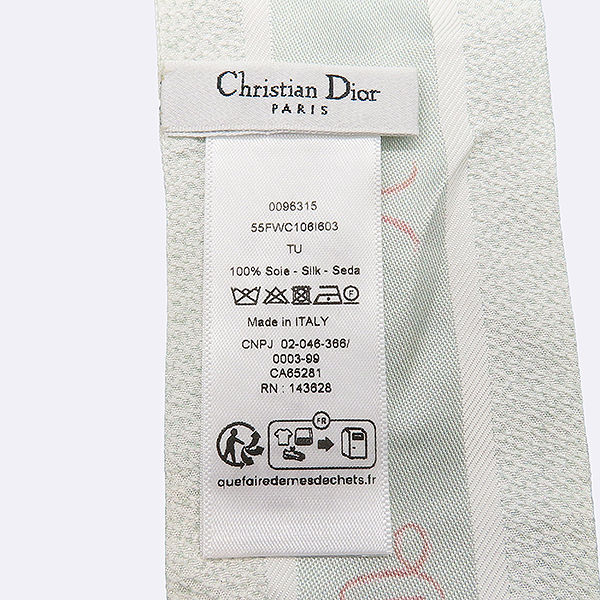 Christian Dior
PARIS
0096315
55FWC106I603
TU
100% Soie - Silk - Seda
F
Made in ITALY
CNPJ 02-046-366/
0003-99
CA65281
RN : 143628
FR
quefairedemesdechets.fr